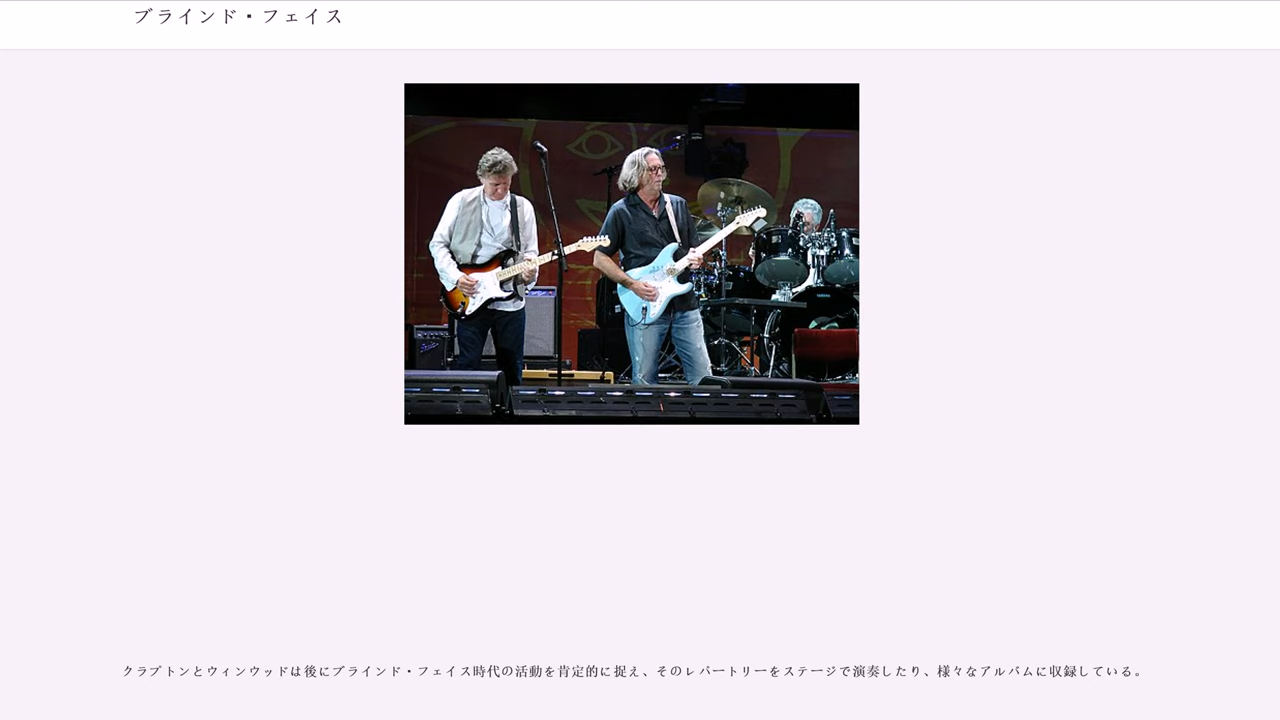 ブラインド・フェイス
クラプトンとウィンウッドは後にブラインド・フェイス時代の活動を肯定的に捉え、そのレパートリーをステージで演奏したり、様々なアルバムに収録している。